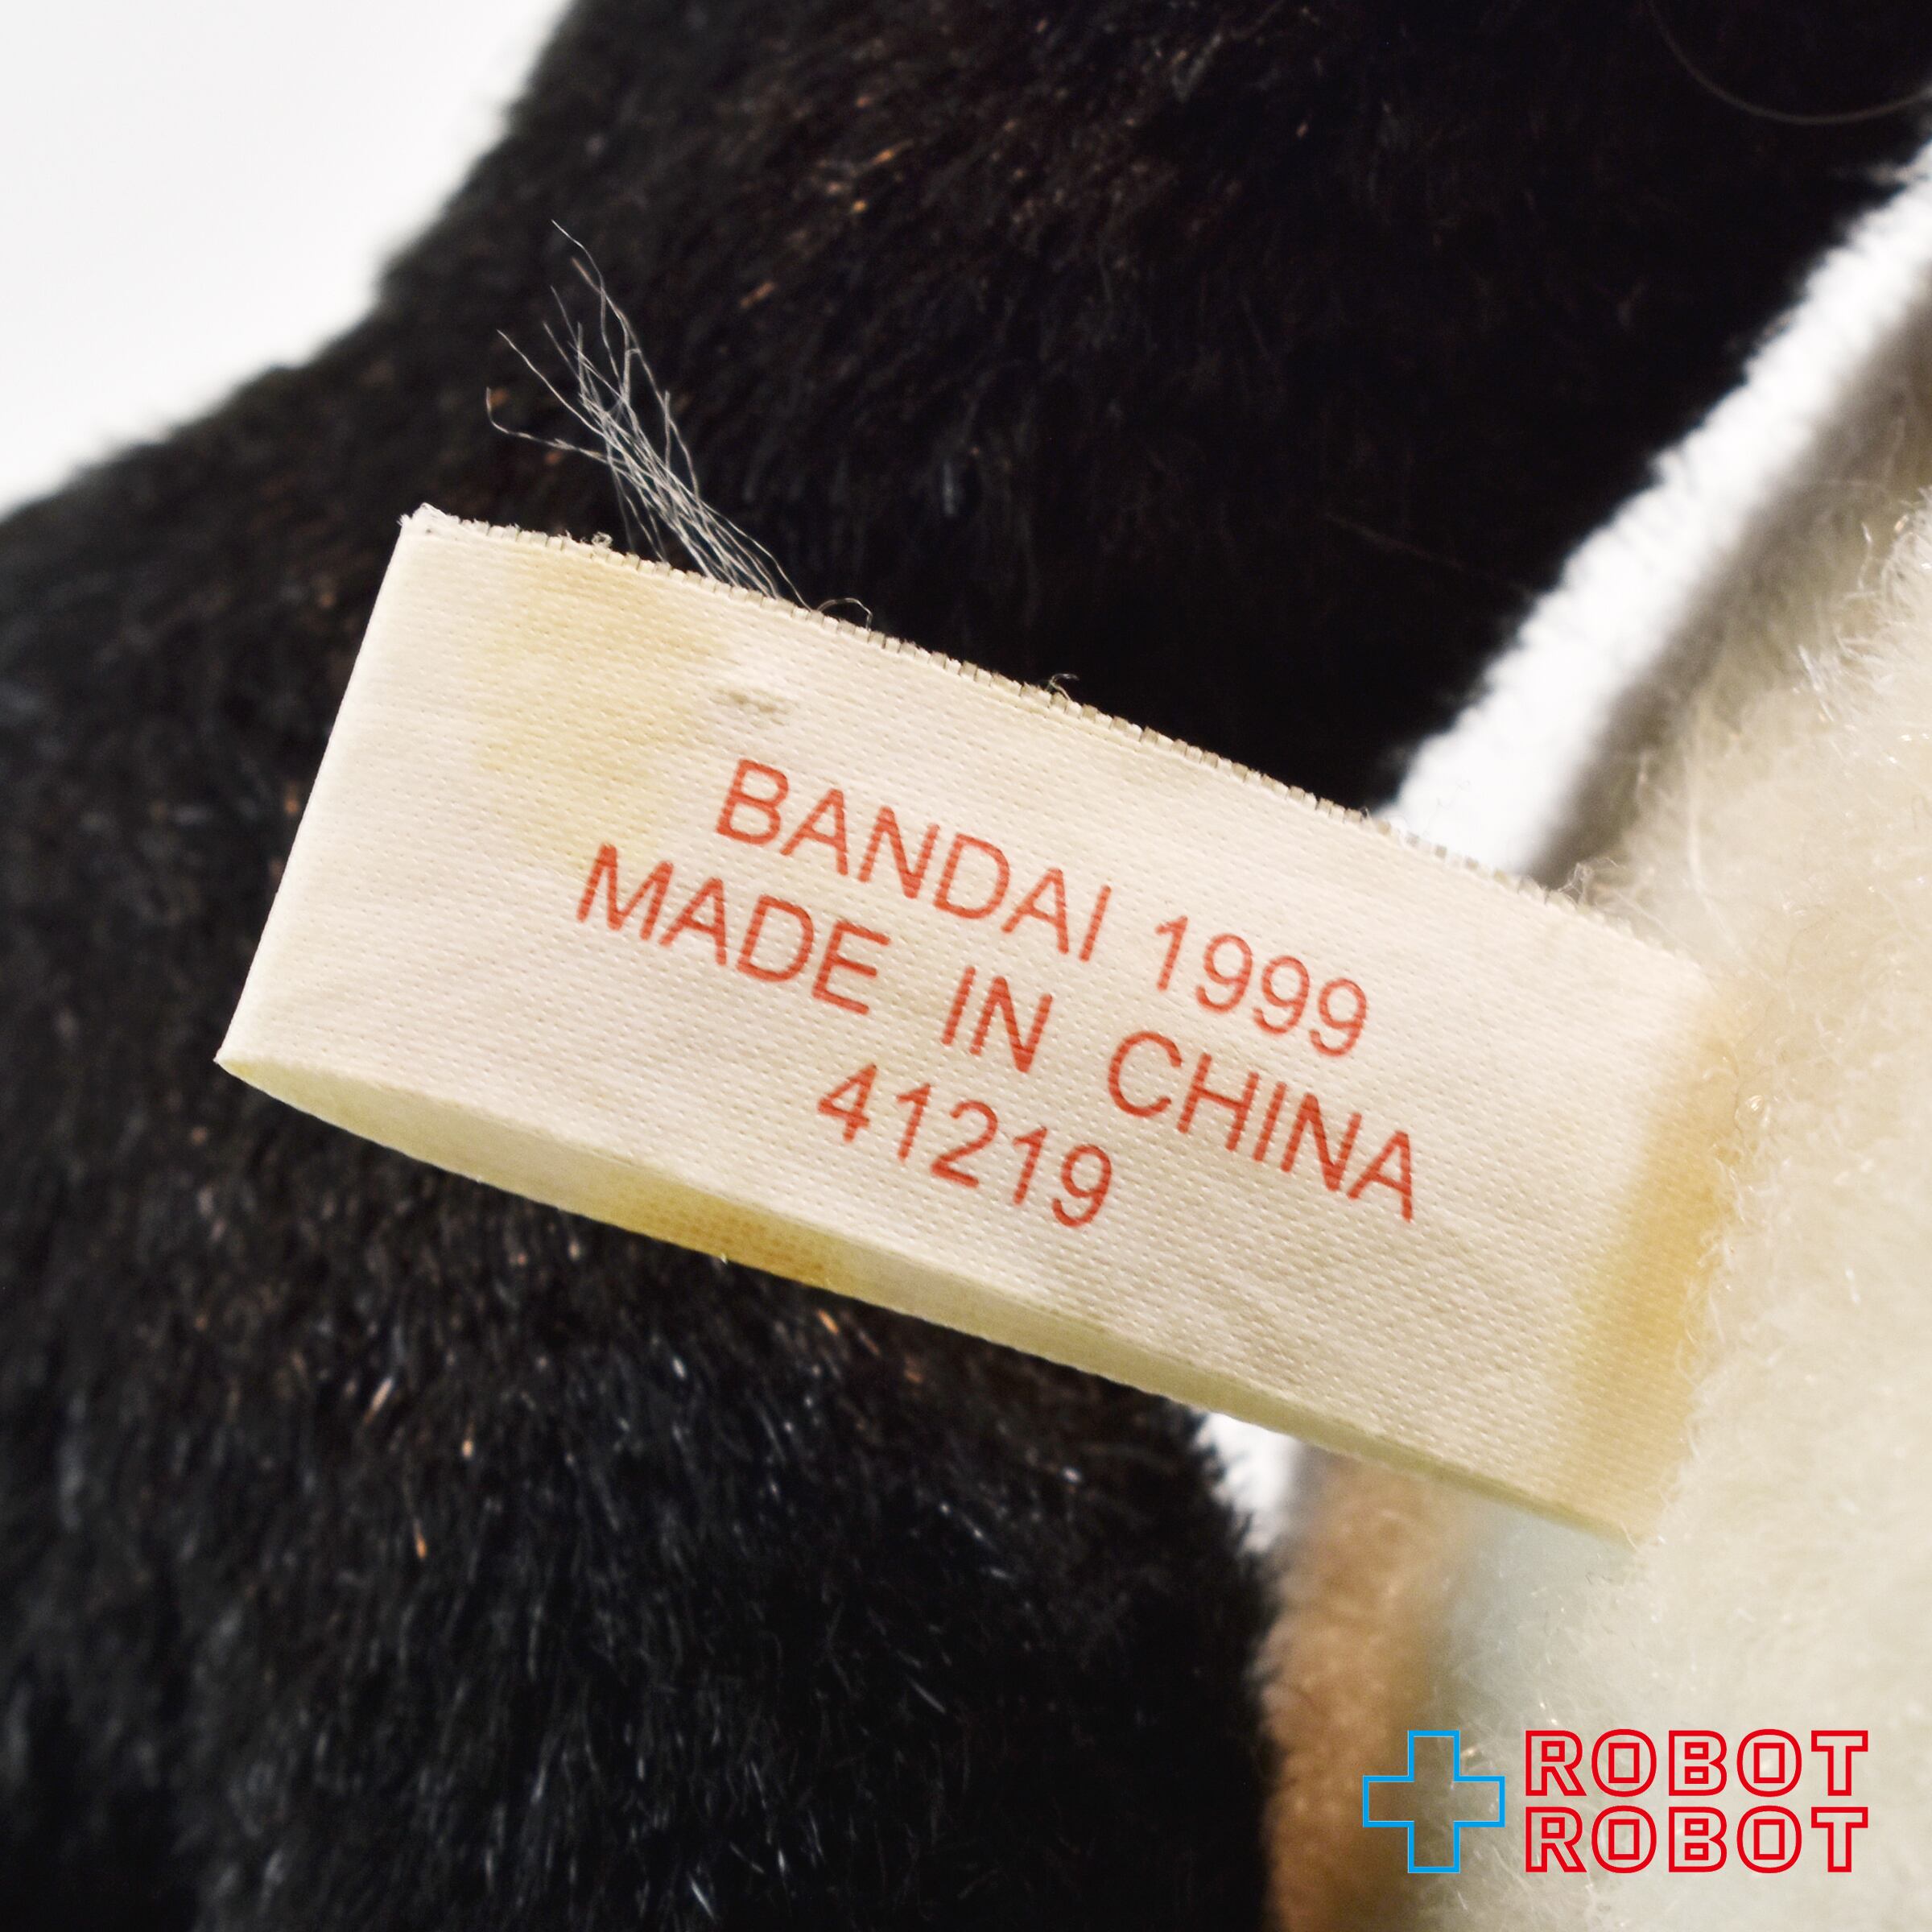 BANDAI 1999
MADE IN CHINA
41219
ROBOT
ROBOT